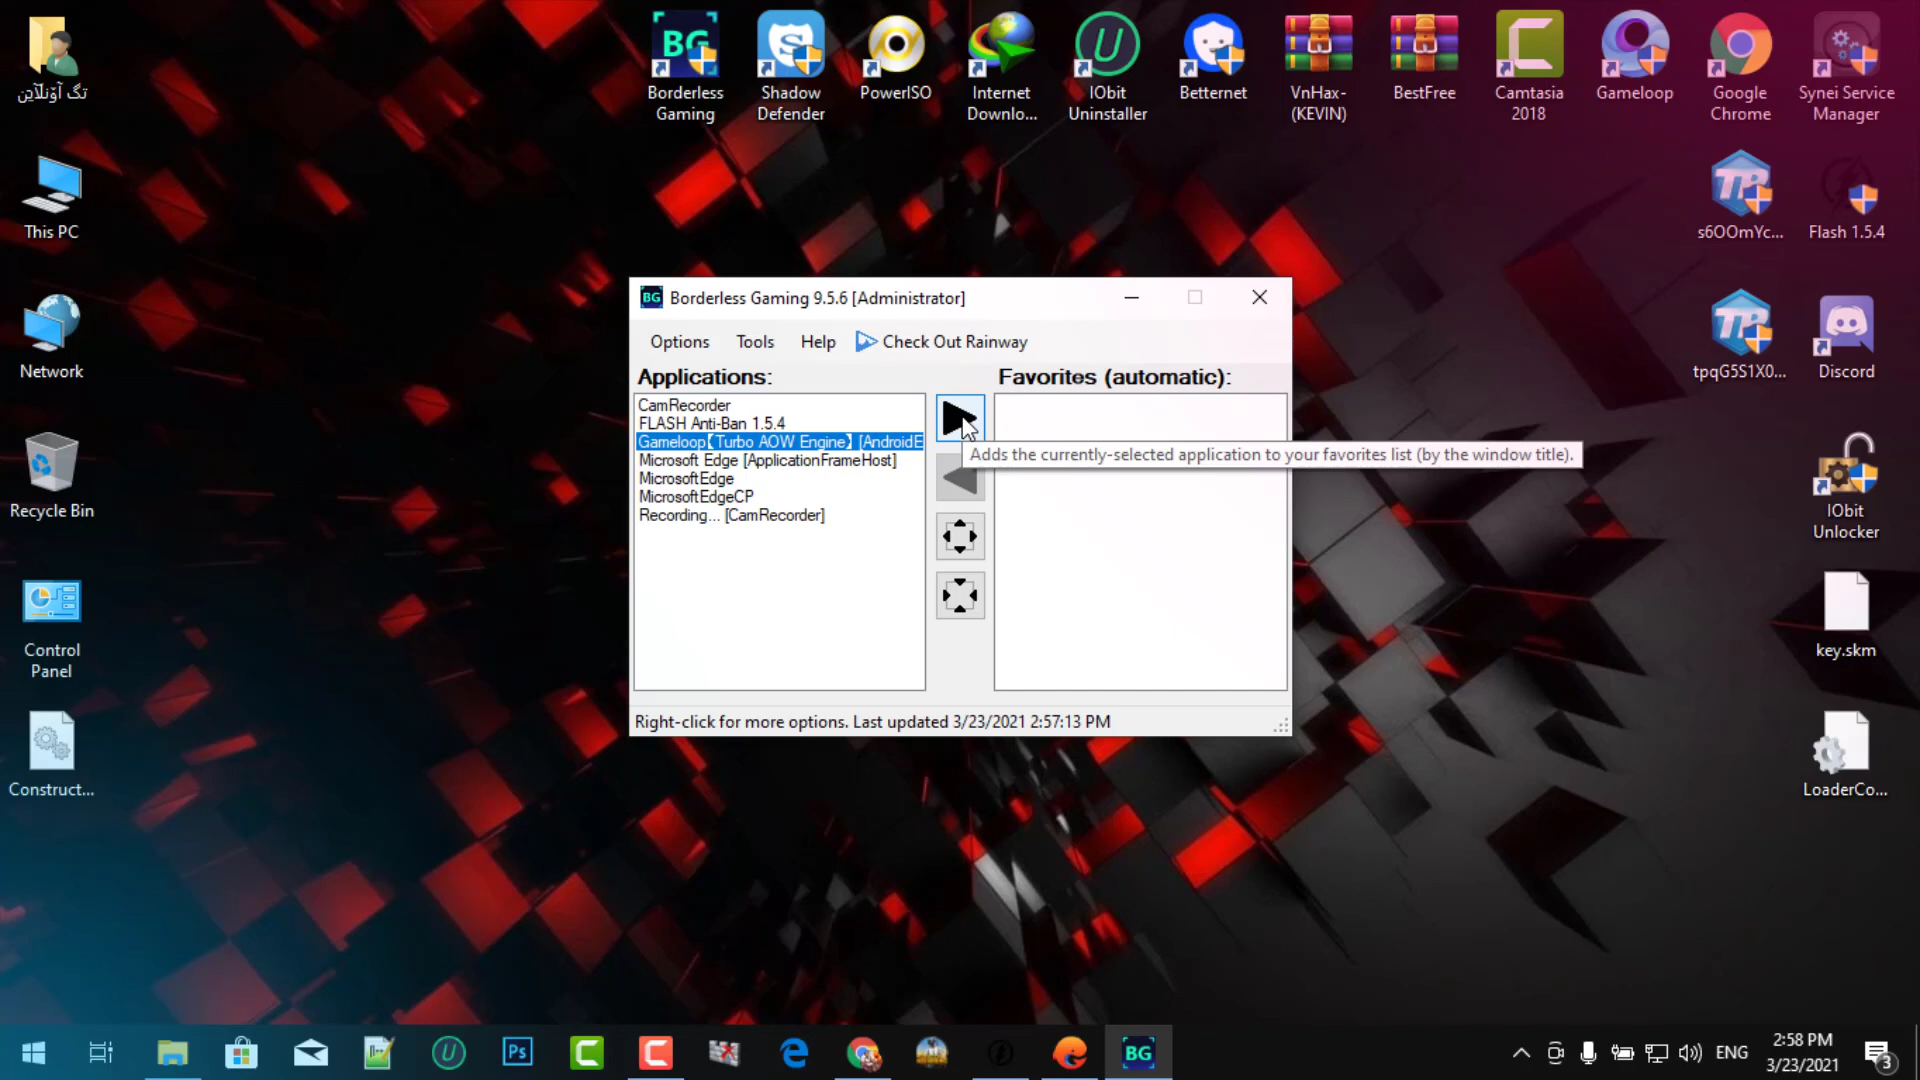 تگ آونلاین
This PC
Network
Recycle Bin
Control
Panel
Construct...
Borderless
Gaming
Shadow
Defender
PowerISO
Internet
Downlo...
IObit
Uninstaller
Betternet
VnHax-
(KEVIN)
BestFree
Camtasia
2018
Gameloop
Google
Chrome
Synei Service
Manager
s6OOmYc...
Flash 1.5.4
tpqG5S1X0...
Discord
IObit
Unlocker
key.skm
LoaderCo...
BG Borderless Gaming 9.5.6 [Administrator]
Options Tools Help Check Out Rainway
Applications: Favorites (automatic):
CamRecorder
FLASH Anti-Ban 1.5.4
Gameloop【Turbo AOW Engine】 [AndroidE
Microsoft Edge [ApplicationFrameHost]
MicrosoftEdge
MicrosoftEdgeCP
Recording... [CamRecorder]
Adds the currently-selected application to your favorites list (by the window title).
Right-click for more options. Last updated 3/23/2021 2:57:13 PM
Ps
BG
ENG
2:58 PM
3/23/2021
3